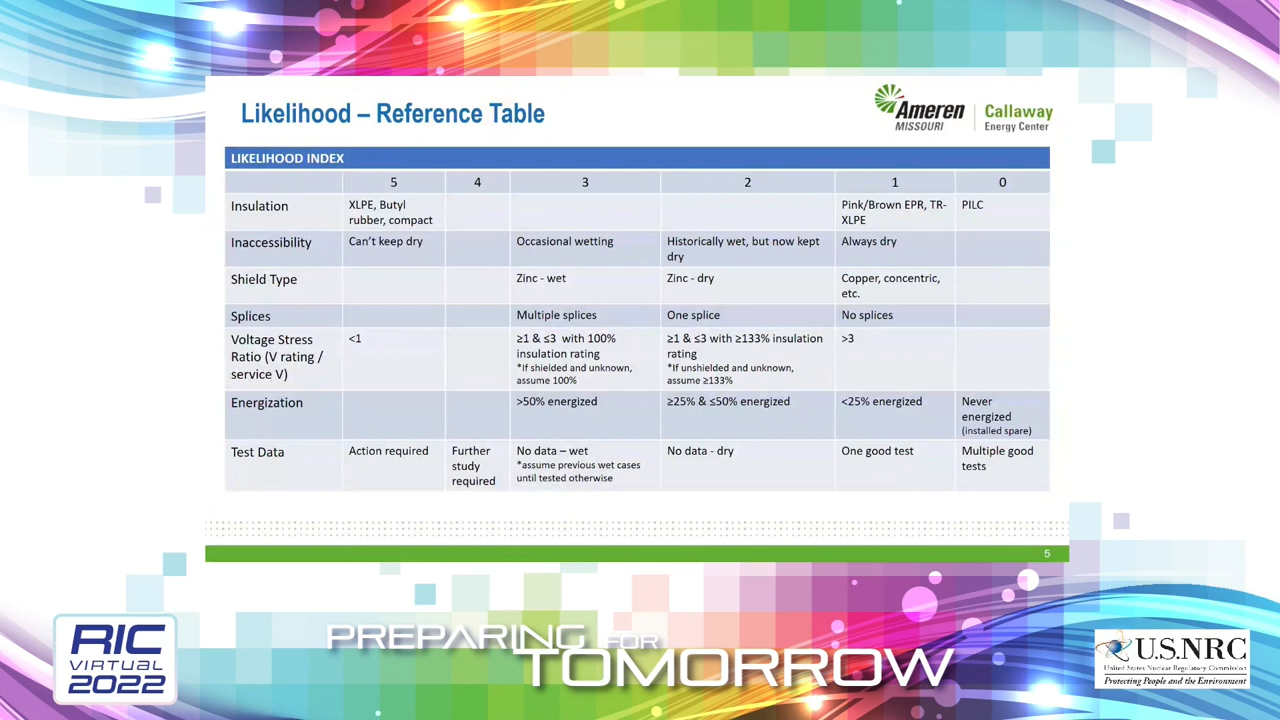 Likelihood – Reference Table
Ameren
MISSOURI
Callaway
Energy Center
LIKELIHOOD INDEX
5 4 3 2 1 0
Insulation
XLPE, Butyl
rubber, compact
Pink/Brown EPR, TR-
XLPE
PILC
Inaccessibility
Can't keep dry
Occasional wetting
Historically wet, but now kept
dry
Always dry
Shield Type
Zinc - wet
Zinc - dry
Copper, concentric,
etc.
Splices
Multiple splices
One splice
No splices
Voltage Stress
Ratio (V rating /
service V)
<1
≥1 & ≤3 with 100%
insulation rating
*If shielded and unknown,
assume 100%
≥1 & ≤3 with ≥133% insulation
rating
*If unshielded and unknown,
assume ≥133%
>3
Energization
>50% energized
≥25% & ≤50% energized
<25% energized
Never
energized
(installed spare)
Test Data
Action required
Further
study
required
No data – wet
*assume previous wet cases
until tested otherwise
No data - dry
One good test
Multiple good
tests
5
RIC
VIRTUAL
2022
PREPARING FOR
TOMORROW
U.S.NRC
United States Nuclear Regulatory Commission
Protecting People and the Environment